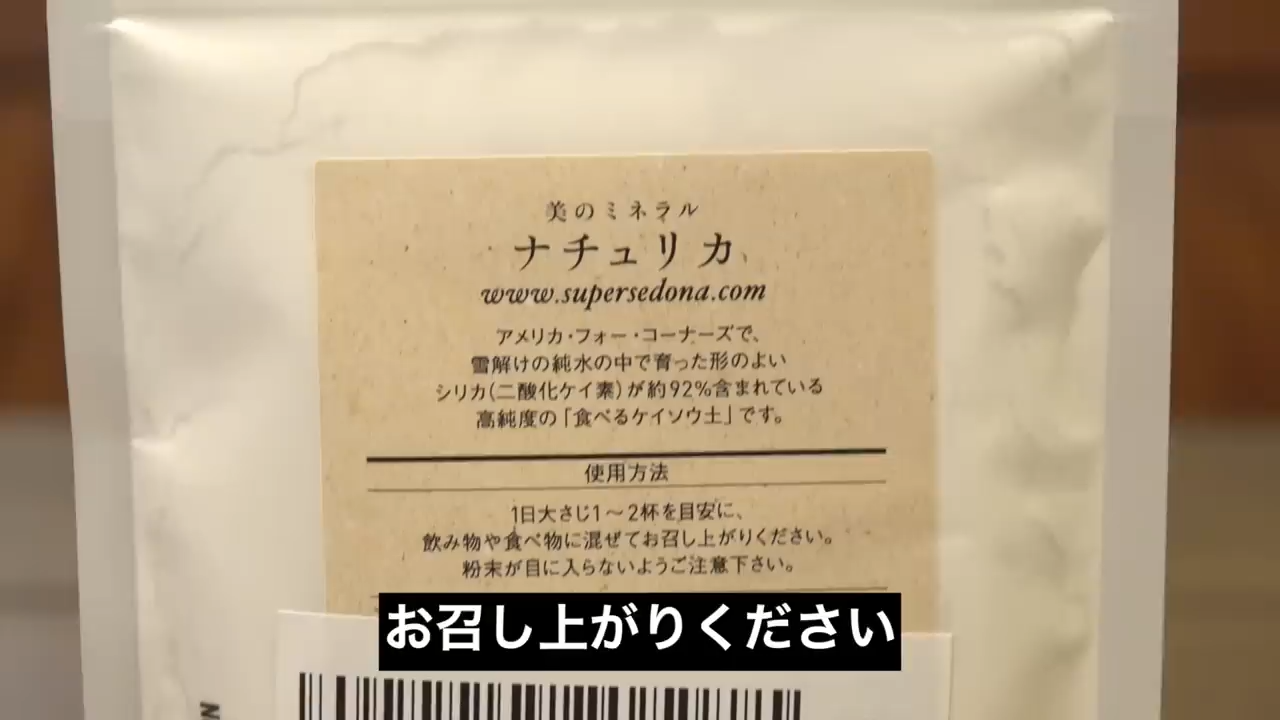 美のミネラル
ナチュリカ
www.supersedona.com
アメリカ・フォー・コーナーズで、
雪解けの純水の中で育った形のよい
シリカ(二酸化ケイ素)が約92%含まれている
高純度の「食べるケイソウ土」です。
使用方法
1日大さじ1〜2杯を目安に、
飲み物や食べ物に混ぜてお召し上がりください。
粉末が目に入らないようご注意下さい。
お召し上がりください
N